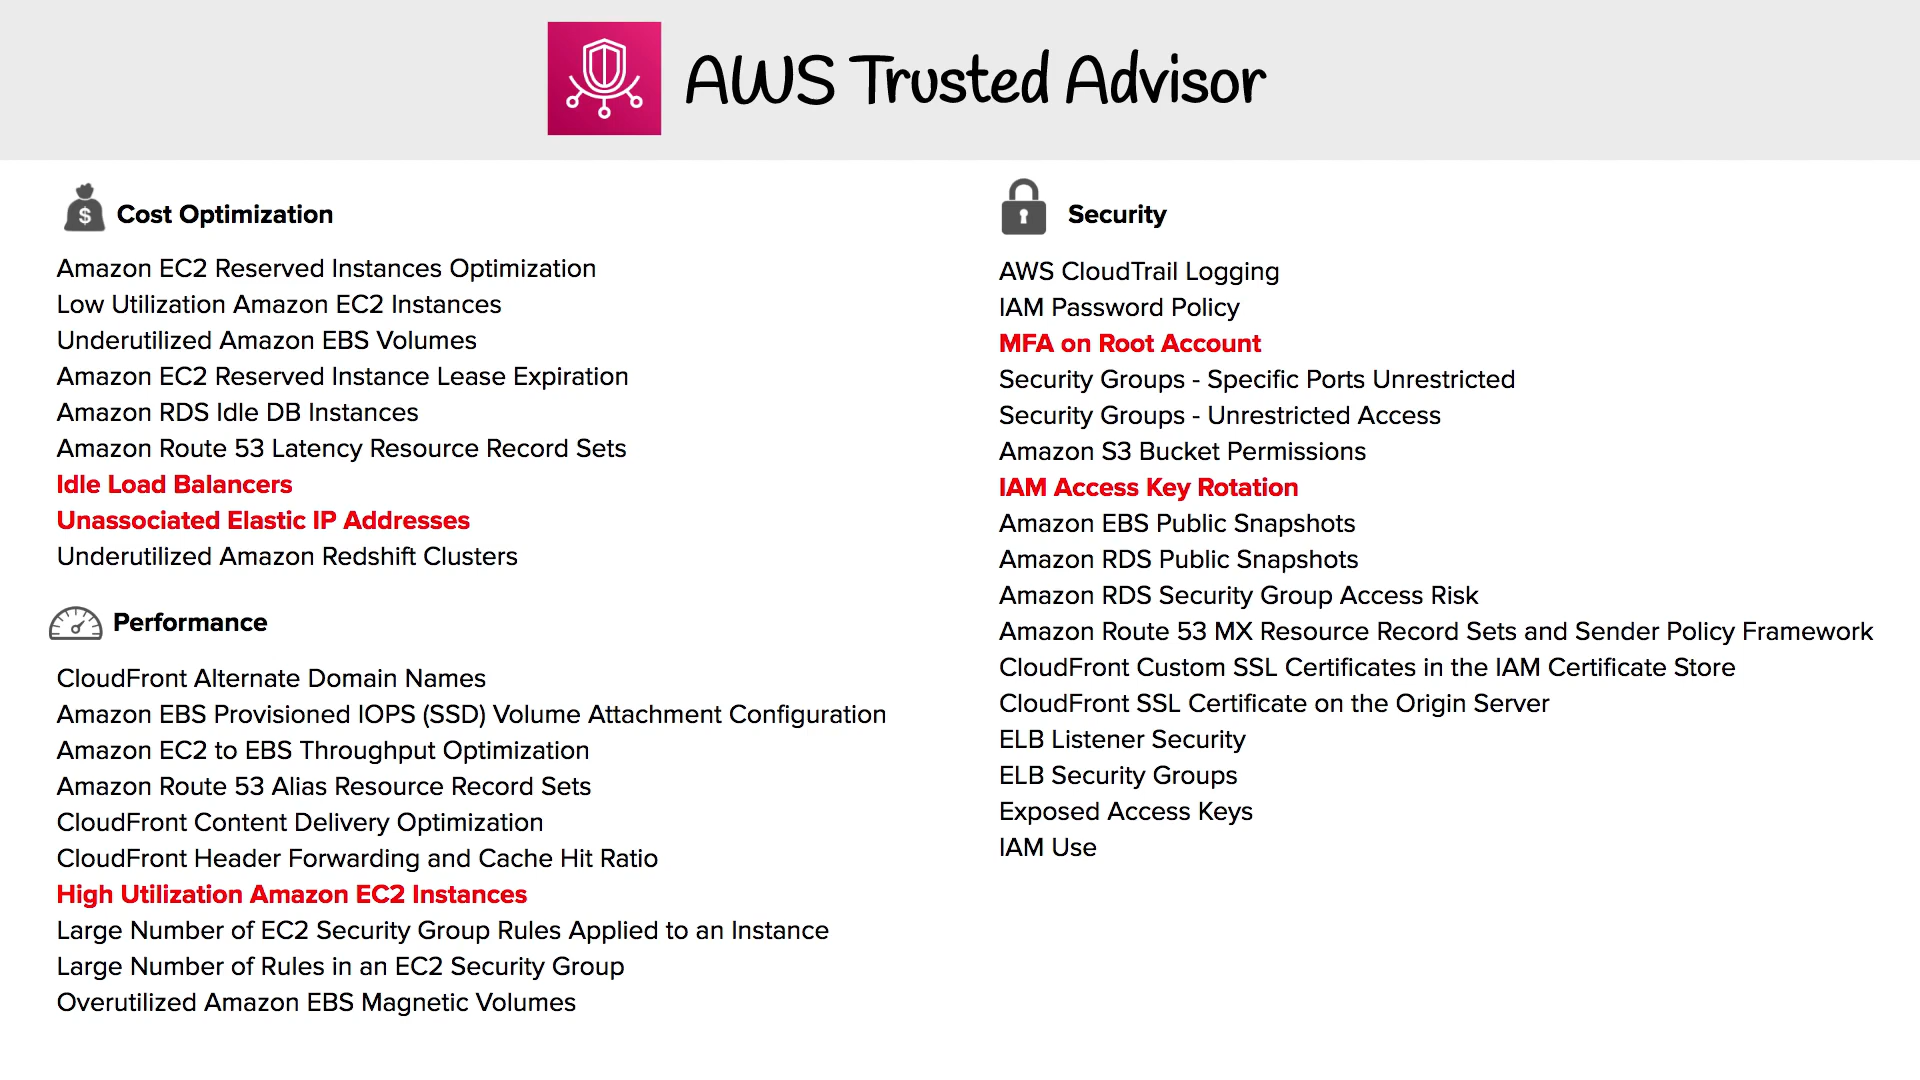 AWS Trusted Advisor
$ Cost Optimization
Amazon EC2 Reserved Instances Optimization
Low Utilization Amazon EC2 Instances
Underutilized Amazon EBS Volumes
Amazon EC2 Reserved Instance Lease Expiration
Amazon RDS Idle DB Instances
Amazon Route 53 Latency Resource Record Sets
Idle Load Balancers
Unassociated Elastic IP Addresses
Underutilized Amazon Redshift Clusters
Performance
CloudFront Alternate Domain Names
Amazon EBS Provisioned IOPS (SSD) Volume Attachment Configuration
Amazon EC2 to EBS Throughput Optimization
Amazon Route 53 Alias Resource Record Sets
CloudFront Content Delivery Optimization
CloudFront Header Forwarding and Cache Hit Ratio
High Utilization Amazon EC2 Instances
Large Number of EC2 Security Group Rules Applied to an Instance
Large Number of Rules in an EC2 Security Group
Overutilized Amazon EBS Magnetic Volumes
Security
AWS CloudTrail Logging
IAM Password Policy
MFA on Root Account
Security Groups - Specific Ports Unrestricted
Security Groups - Unrestricted Access
Amazon S3 Bucket Permissions
IAM Access Key Rotation
Amazon EBS Public Snapshots
Amazon RDS Public Snapshots
Amazon RDS Security Group Access Risk
Amazon Route 53 MX Resource Record Sets and Sender Policy Framework
CloudFront Custom SSL Certificates in the IAM Certificate Store
CloudFront SSL Certificate on the Origin Server
ELB Listener Security
ELB Security Groups
Exposed Access Keys
IAM Use